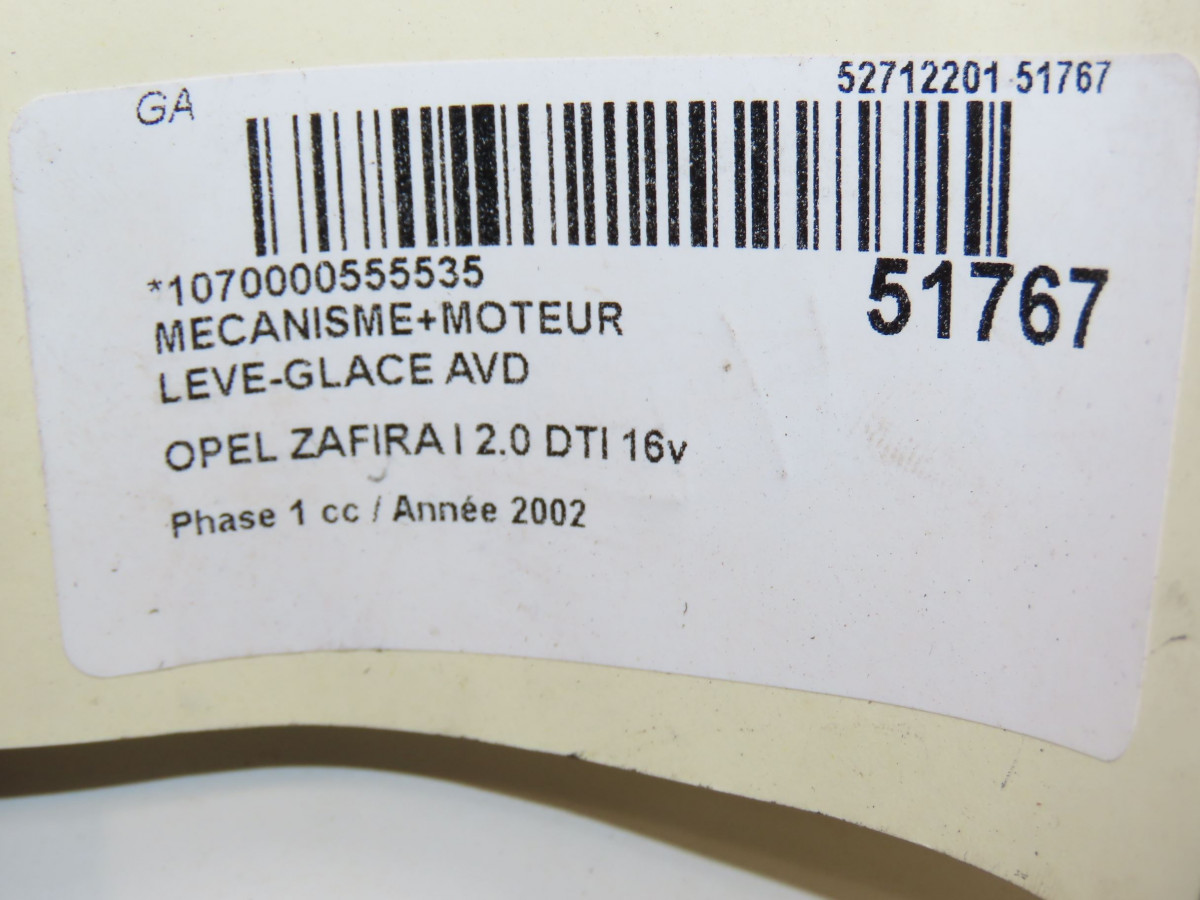 GA
52712201 51767
*1070000555535
51767
MECANISME+MOTEUR
LEVE-GLACE AVD
OPEL ZAFIRA I 2.0 DTI 16v
Phase 1 cc / Année 2002